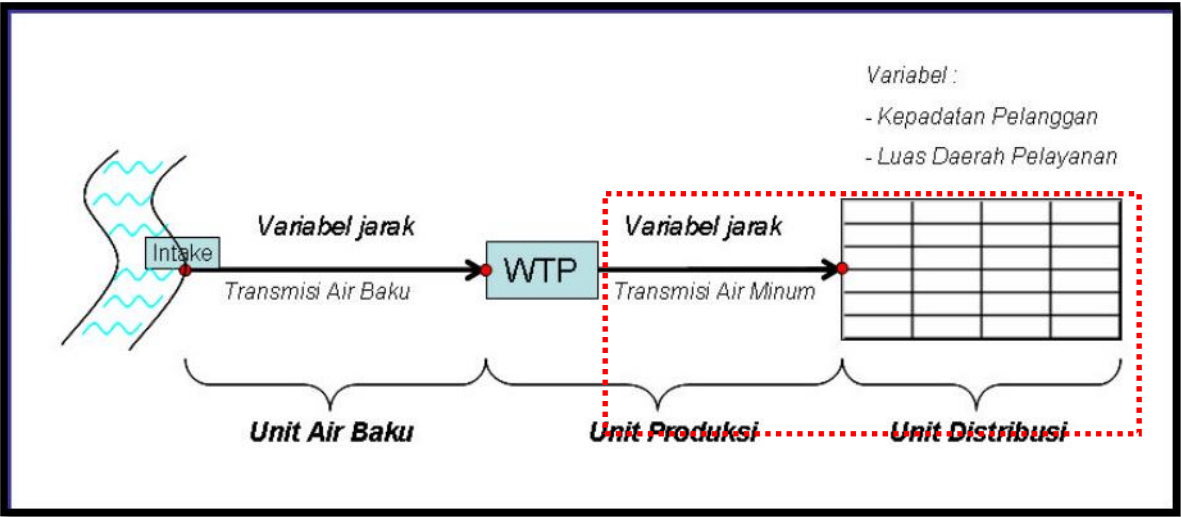 Variabel :
- Kepadatan Pelanggan
- Luas Daerah Pelayanan
Variabel jarak
Variabel jarak
Intake
WTP
Transmisi Air Baku
Transmisi Air Minum
Unit Air Baku
Unit Produksi
Unit Distribusi